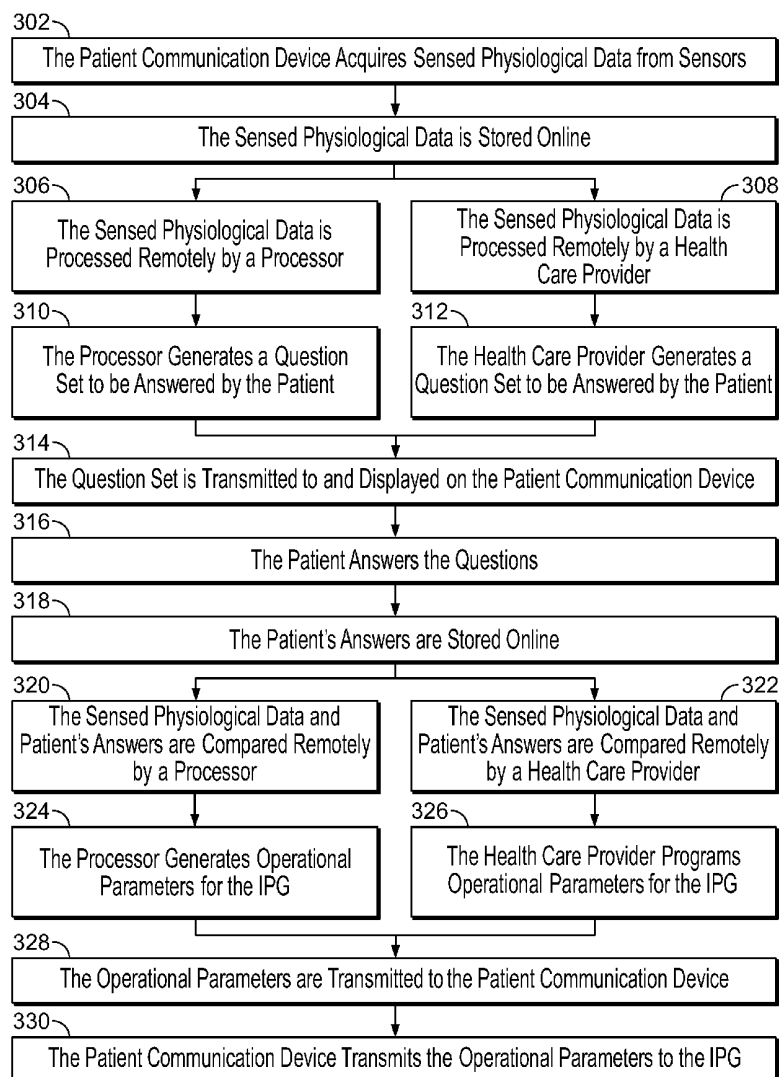 302
The Patient Communication Device Acquires Sensed Physiological Data from Sensors
304
The Sensed Physiological Data is Stored Online
306
The Sensed Physiological Data is
Processed Remotely by a Processor
308
The Sensed Physiological Data is
Processed Remotely by a Health
Care Provider
310
The Processor Generates a Question
Set to be Answered by the Patient
312
The Health Care Provider Generates a
Question Set to be Answered by the Patient
314
The Question Set is Transmitted to and Displayed on the Patient Communication Device
316
The Patient Answers the Questions
318
The Patient's Answers are Stored Online
320
The Sensed Physiological Data and
Patient's Answers are Compared Remotely
by a Processor
322
The Sensed Physiological Data and
Patient's Answers are Compared Remotely
by a Health Care Provider
324
The Processor Generates Operational
Parameters for the IPG
326
The Health Care Provider Programs
Operational Parameters for the IPG
328
The Operational Parameters are Transmitted to the Patient Communication Device
330
The Patient Communication Device Transmits the Operational Parameters to the IPG